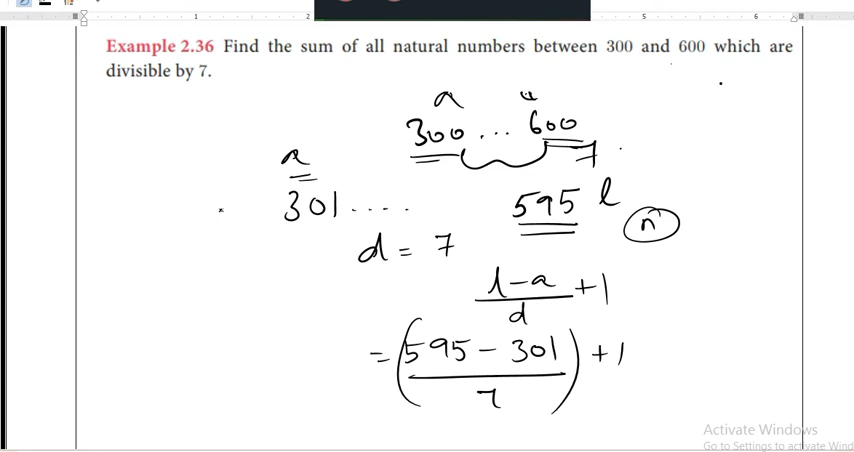 Example 2.36 Find the sum of all natural numbers between 300 and 600 which are
divisible by 7.
a
300 ... 600
7
a
301 ....
595 l
n
d = 7
l-a/d +1
= (595 - 301/7) + 1
Activate Windows
Go to Settings to activate Wind